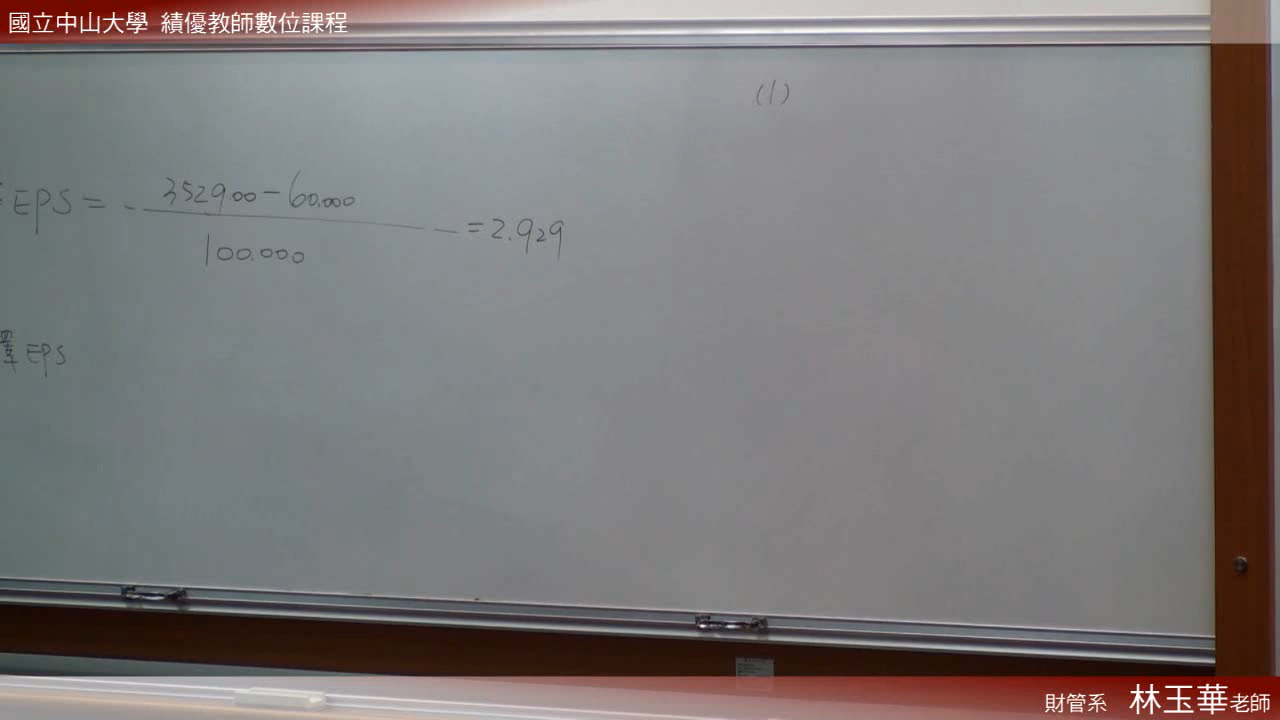 國立中山大學 績優教師數位課程
(1)
EPS = 352900 - 60.000
100.000
= 2.929
EPS
財管系 林玉華老師